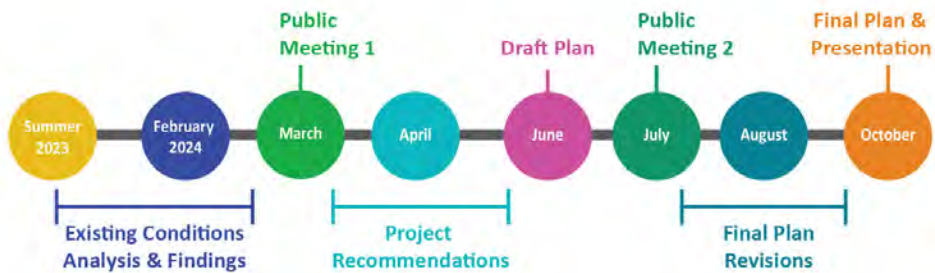 Public
Meeting 1
Draft Plan
Public
Meeting 2
Final Plan &
Presentation
Summer
2023
February
2024
March
April
June
July
August
October
Existing Conditions
Analysis & Findings
Project
Recommendations
Final Plan
Revisions